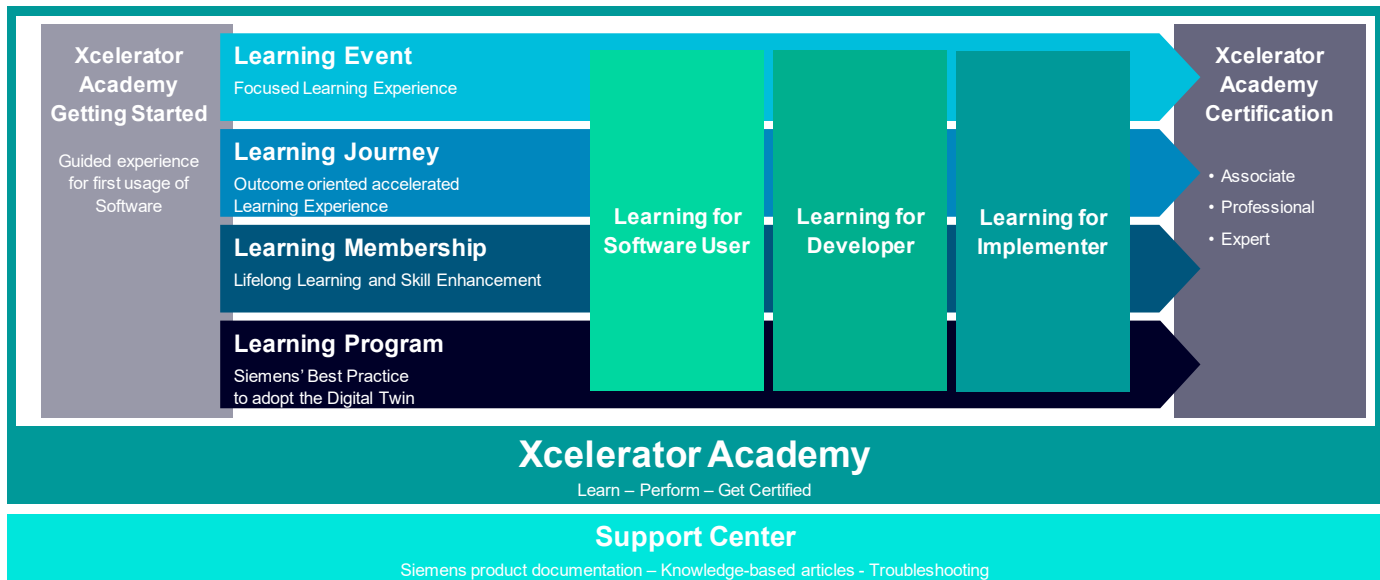 Xcelerator
Academy
Getting Started
Guided experience
for first usage of
Software
Learning Event
Focused Learning Experience
Learning Journey
Outcome oriented accelerated
Learning Experience
Learning Membership
Lifelong Learning and Skill Enhancement
Learning Program
Siemens’ Best Practice
to adopt the Digital Twin
Learning for
Software User
Learning for
Developer
Learning for
Implementer
Xcelerator
Academy
Certification
• Associate
• Professional
• Expert
Xcelerator Academy
Learn – Perform – Get Certified
Support Center
Siemens product documentation – Knowledge-based articles - Troubleshooting